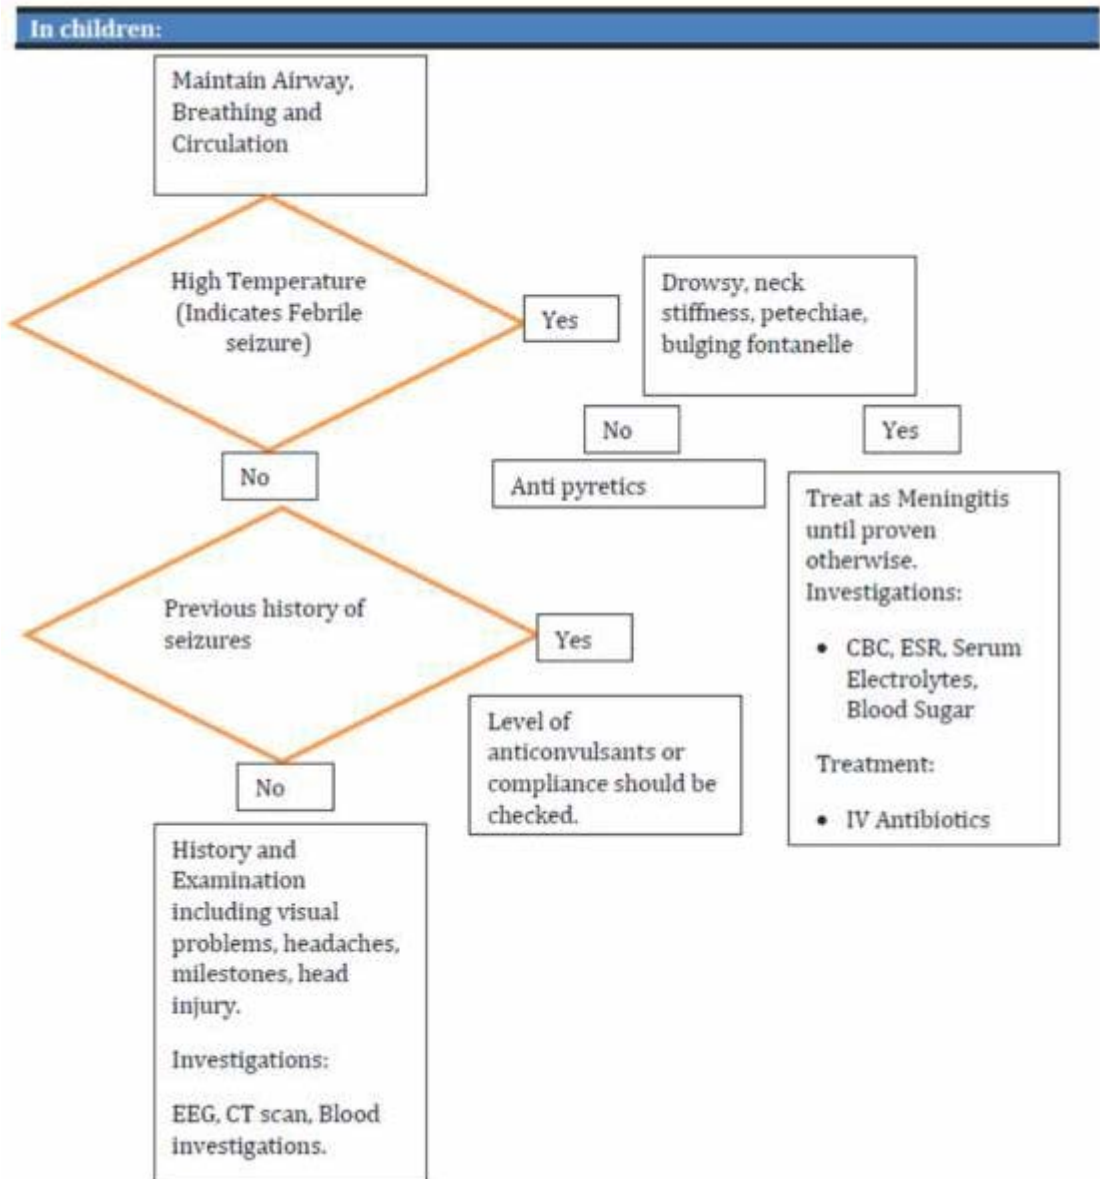 In children:
Maintain Airway,
Breathing and
Circulation
High Temperature
(Indicates Febrile
seizure)
Yes
Drowsy, neck
stiffness, petechiae,
bulging fontanelle
No
Anti pyretics
Yes
Treat as Meningitis
until proven
otherwise.
Investigations:
• CBC, ESR, Serum
Electrolytes,
Blood Sugar
Treatment:
• IV Antibiotics
No
Previous history of
seizures
Yes
Level of
anticonvulsants or
compliance should be
checked.
No
History and
Examination
including visual
problems, headaches,
milestones, head
injury.
Investigations:
EEG, CT scan, Blood
investigations.